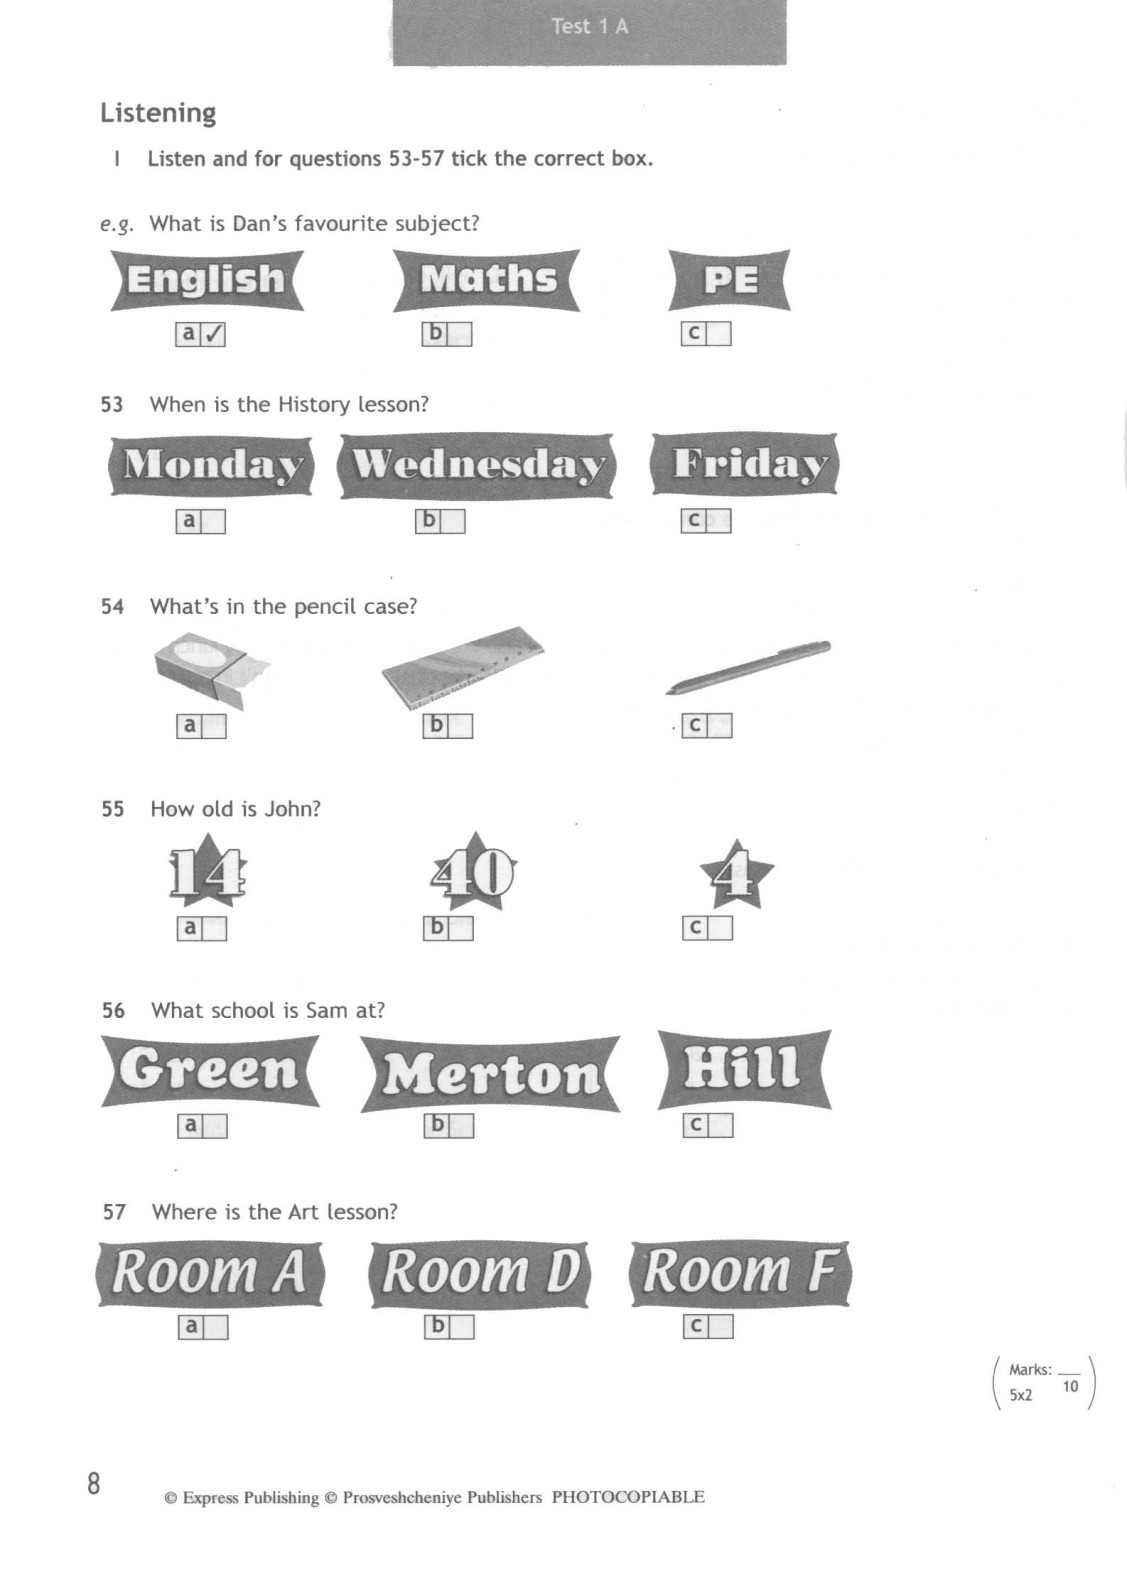 Test 1 A
Listening
I Listen and for questions 53-57 tick the correct box.
e.g. What is Dan's favourite subject?
English Maths PE
a ✓ b c
53 When is the History lesson?
Monday Wednesday Friday
a b c
54 What's in the pencil case?
a b c
55 How old is John?
14 40 4
a b c
56 What school is Sam at?
Green Merton Hill
a b c
57 Where is the Art lesson?
Room A Room D Room F
a b c
Marks: __
5x2 10
8 © Express Publishing © Prosveshcheniye Publishers PHOTOCOPIABLE